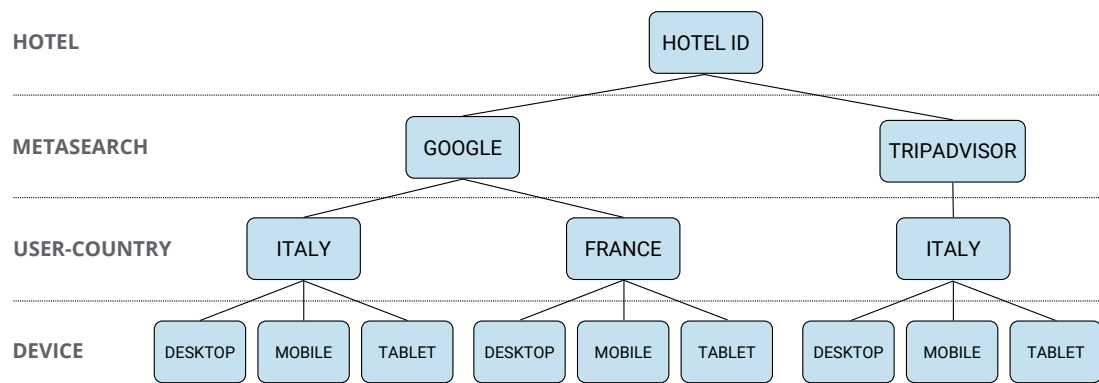 HOTEL
HOTEL ID
METASEARCH
GOOGLE
TRIPADVISOR
USER-COUNTRY
ITALY
FRANCE
ITALY
DEVICE
DESKTOP
MOBILE
TABLET
DESKTOP
MOBILE
TABLET
DESKTOP
MOBILE
TABLET